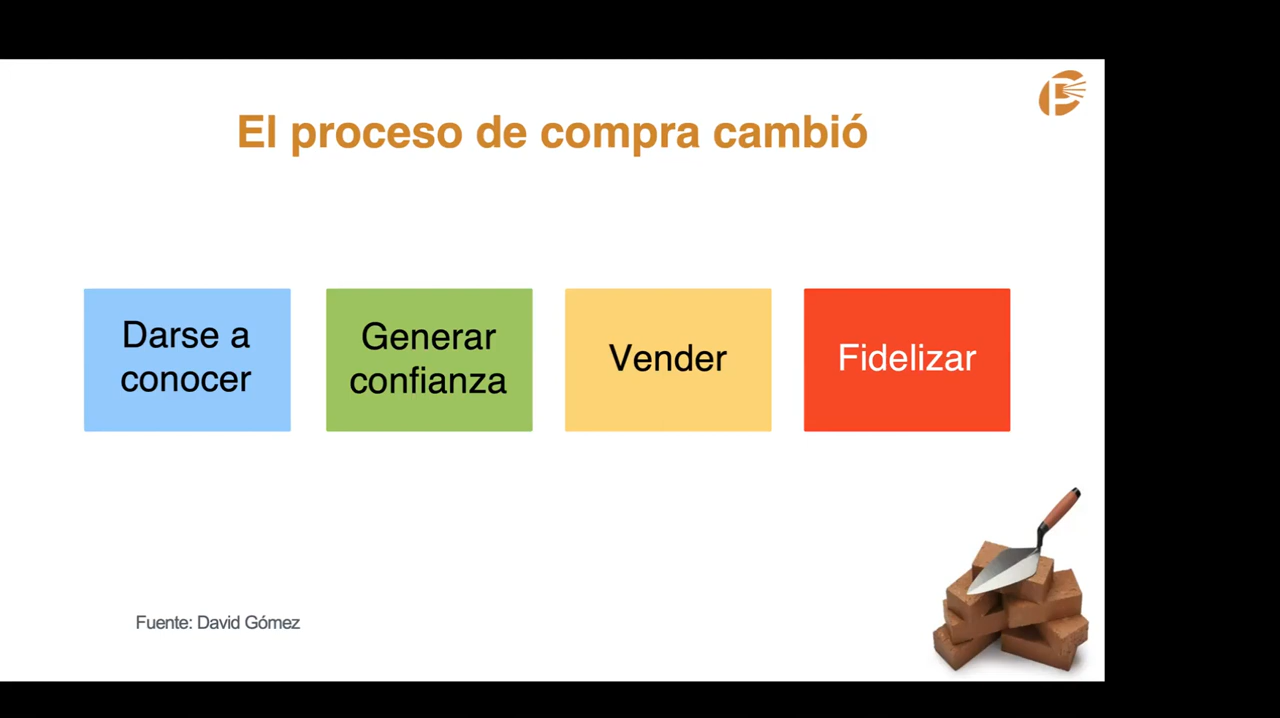 El proceso de compra cambió
Darse a
conocer
Generar
confianza
Vender
Fidelizar
Fuente: David Gómez